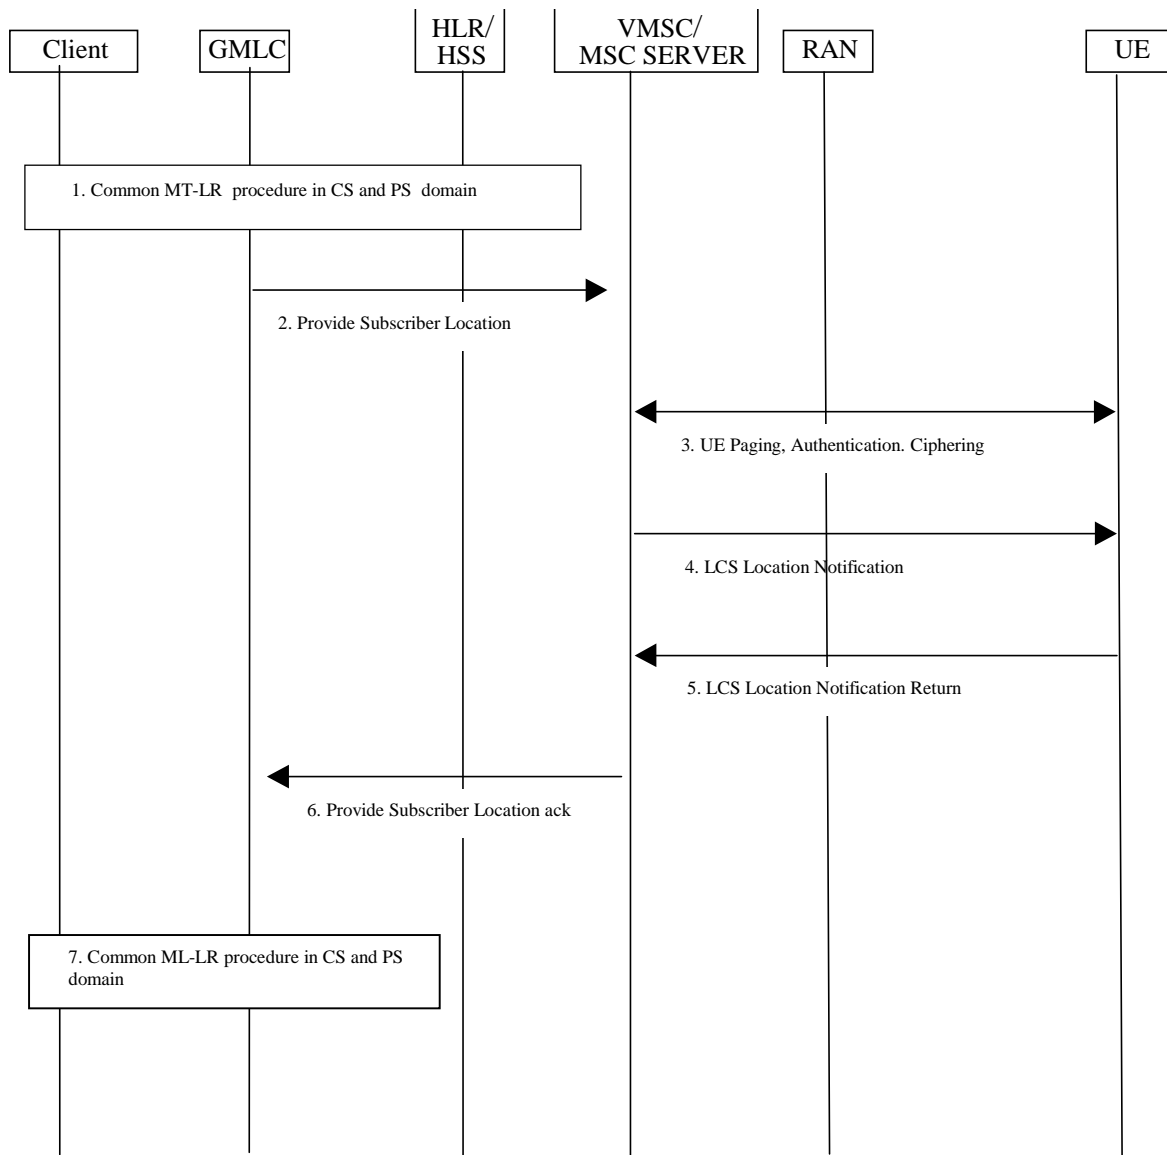 Client
GMLC
HLR/
HSS
VMSC/
MSC SERVER
RAN
UE
1. Common MT-LR procedure in CS and PS domain
2. Provide Subscriber Location
3. UE Paging, Authentication. Ciphering
4. LCS Location Notification
5. LCS Location Notification Return
6. Provide Subscriber Location ack
7. Common ML-LR procedure in CS and PS
domain